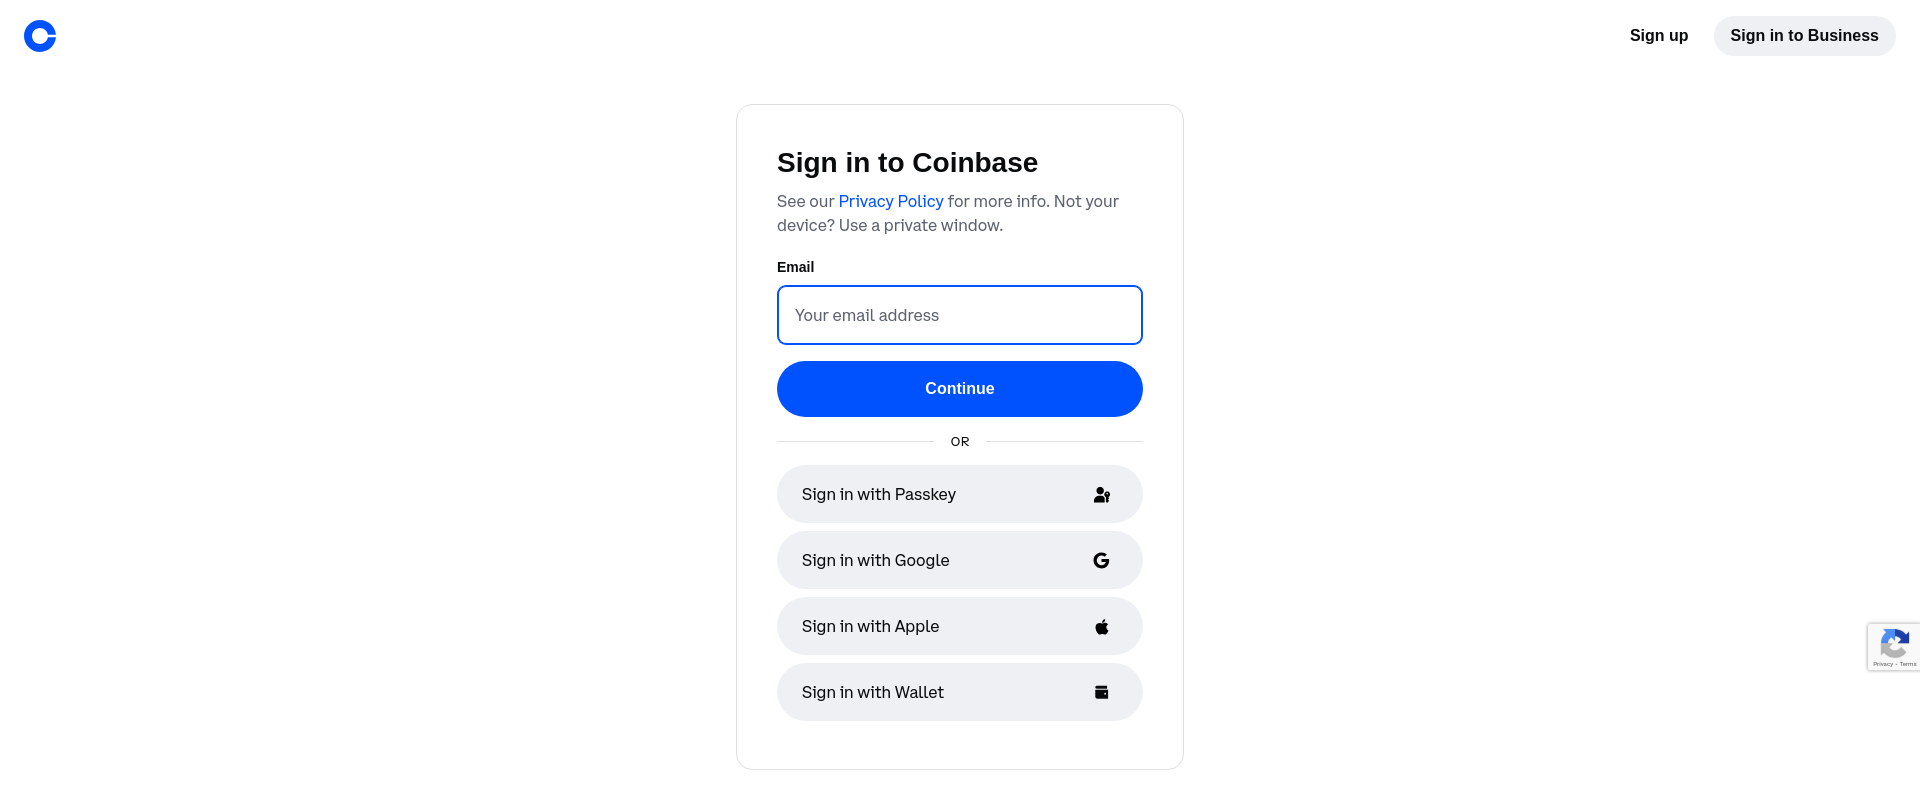 Sign up
Sign in to Business
Sign in to Coinbase
See our Privacy Policy for more info. Not your
device? Use a private window.
Email
Your email address
Continue
OR
Sign in with Passkey
Sign in with Google
Sign in with Apple
Sign in with Wallet
Privacy - Terms